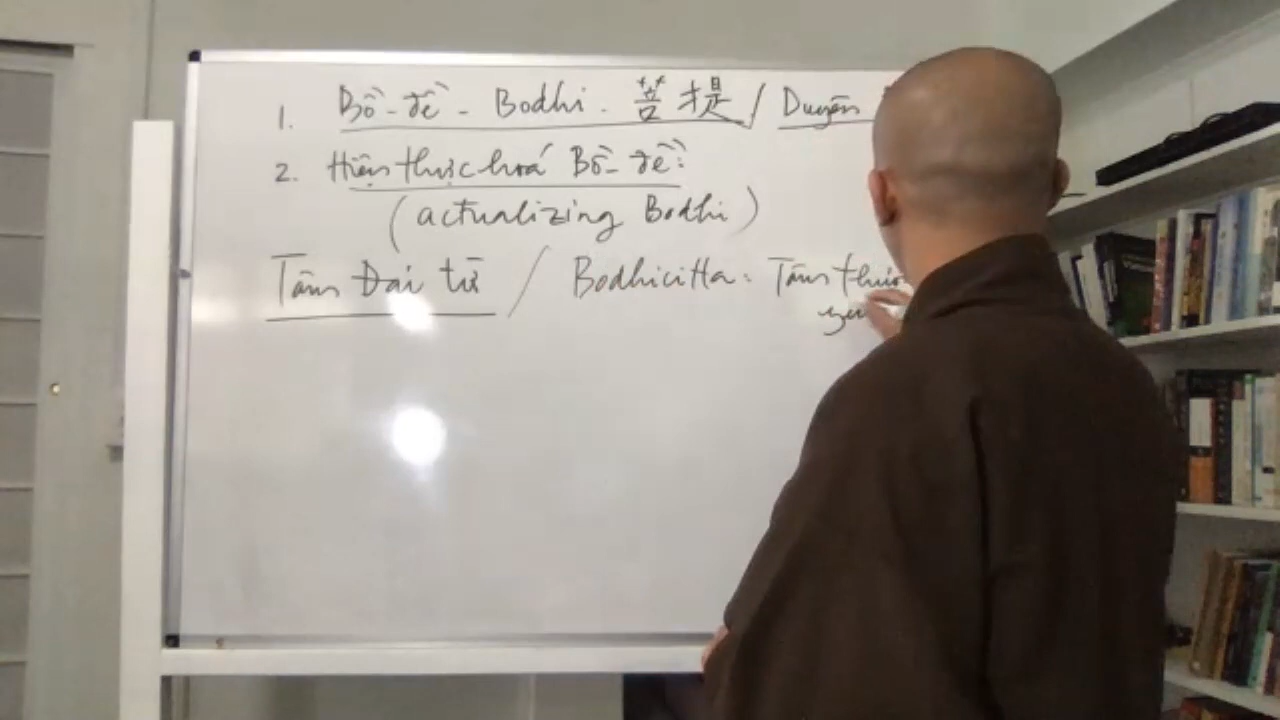 1. Bồ-đề - Bodhi - 菩提 / Duyên
2. Hiện thực hoá Bồ-đề:
(actualizing Bodhi)
Tâm Đại từ / Bodhicitta: Tâm thức